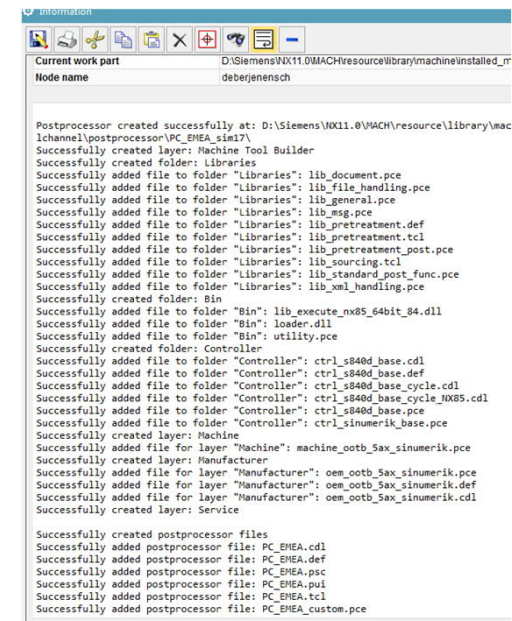 Information
Current work part D:\Siemens\NX11.0\MACH\resource\library\machine\installed_m
Node name deberjenensch
Postprocessor created successfully at: D:\Siemens\NX11.0\MACH\resource\library\mac
lchannel\postprocessor\PC_EMEA_sim17\
Successfully created layer: Machine Tool Builder
Successfully created folder: Libraries
Successfully added file to folder "Libraries": lib_document.pce
Successfully added file to folder "Libraries": lib_file_handling.pce
Successfully added file to folder "Libraries": lib_general.pce
Successfully added file to folder "Libraries": lib_msg.pce
Successfully added file to folder "Libraries": lib_pretreatment.def
Successfully added file to folder "Libraries": lib_pretreatment.tcl
Successfully added file to folder "Libraries": lib_pretreatment_post.pce
Successfully added file to folder "Libraries": lib_sourcing.tcl
Successfully added file to folder "Libraries": lib_standard_post_func.pce
Successfully added file to folder "Libraries": lib_xml_handling.pce
Successfully created folder: Bin
Successfully added file to folder "Bin": lib_execute_nx85_64bit_84.dll
Successfully added file to folder "Bin": loader.dll
Successfully added file to folder "Bin": utility.pce
Successfully created folder: Controller
Successfully added file to folder "Controller": ctrl_s840d_base.cdl
Successfully added file to folder "Controller": ctrl_s840d_base.def
Successfully added file to folder "Controller": ctrl_s840d_base_cycle.cdl
Successfully added file to folder "Controller": ctrl_s840d_base_cycle_NX85.cdl
Successfully added file to folder "Controller": ctrl_s840d_base.pce
Successfully added file to folder "Controller": ctrl_sinumerik_base.pce
Successfully created layer: Machine
Successfully added file for layer "Machine": machine_ootb_5ax_sinumerik.pce
Successfully created layer: Manufacturer
Successfully added file for layer "Manufacturer": oem_ootb_5ax_sinumerik.pce
Successfully added file for layer "Manufacturer": oem_ootb_5ax_sinumerik.def
Successfully added file for layer "Manufacturer": oem_ootb_5ax_sinumerik.cdl
Successfully created layer: Service
Successfully created postprocessor files
Successfully added postprocessor file: PC_EMEA.cdl
Successfully added postprocessor file: PC_EMEA.def
Successfully added postprocessor file: PC_EMEA.psc
Successfully added postprocessor file: PC_EMEA.pui
Successfully added postprocessor file: PC_EMEA.tcl
Successfully added postprocessor file: PC_EMEA_custom.pce